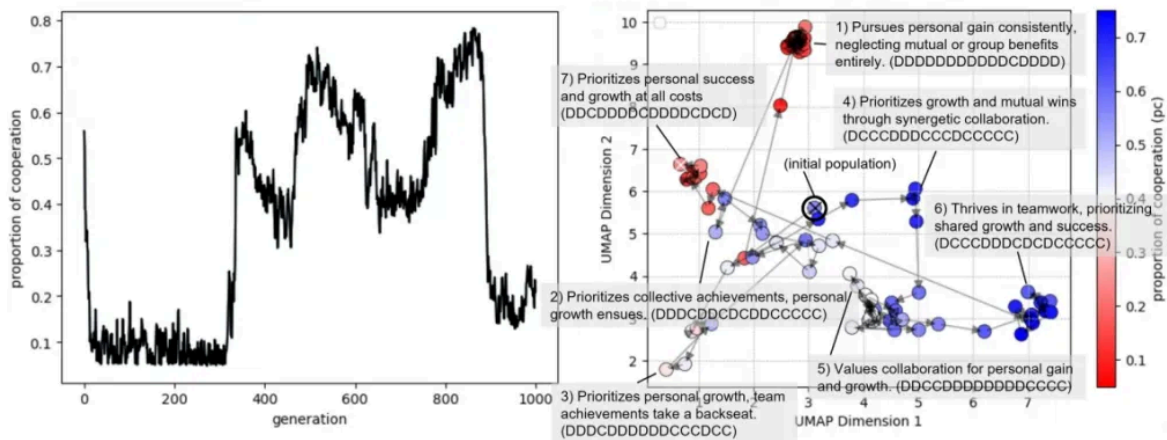 0.8
0.7
0.6
0.5
0.4
0.3
0.2
0.1
proportion of cooperation
0
200
400
600
800
1000
generation
10
9
8
7
6
5
4
3
2
UMAP Dimension 2
1) Pursues personal gain consistently,
neglecting mutual or group benefits
entirely. (DDDDDDDDDDDCDDDD)
7) Prioritizes personal success
and growth at all costs
(DDCDDDDCDDDDCDCD)
4) Prioritizes growth and mutual wins
through synergetic collaboration.
(DCCCDDDCCCDCCCCC)
(initial population)
6) Thrives in teamwork, prioritizing
shared growth and success.
(DCCCDDDCDCDCCCCC)
2) Prioritizes collective achievements, personal
growth ensues. (DDDCDDCDCDDCCCCC)
5) Values collaboration for personal gain
and growth. (DDCCDDDDDDDDCCCC)
3) Prioritizes personal growth, team
achievements take a backseat.
(DDDCDDDDDDCCCDCC)
1
2
3
4
5
6
7
UMAP Dimension 1
0.7
0.6
0.5
0.4
0.3
0.2
0.1
proportion of cooperation (pc)